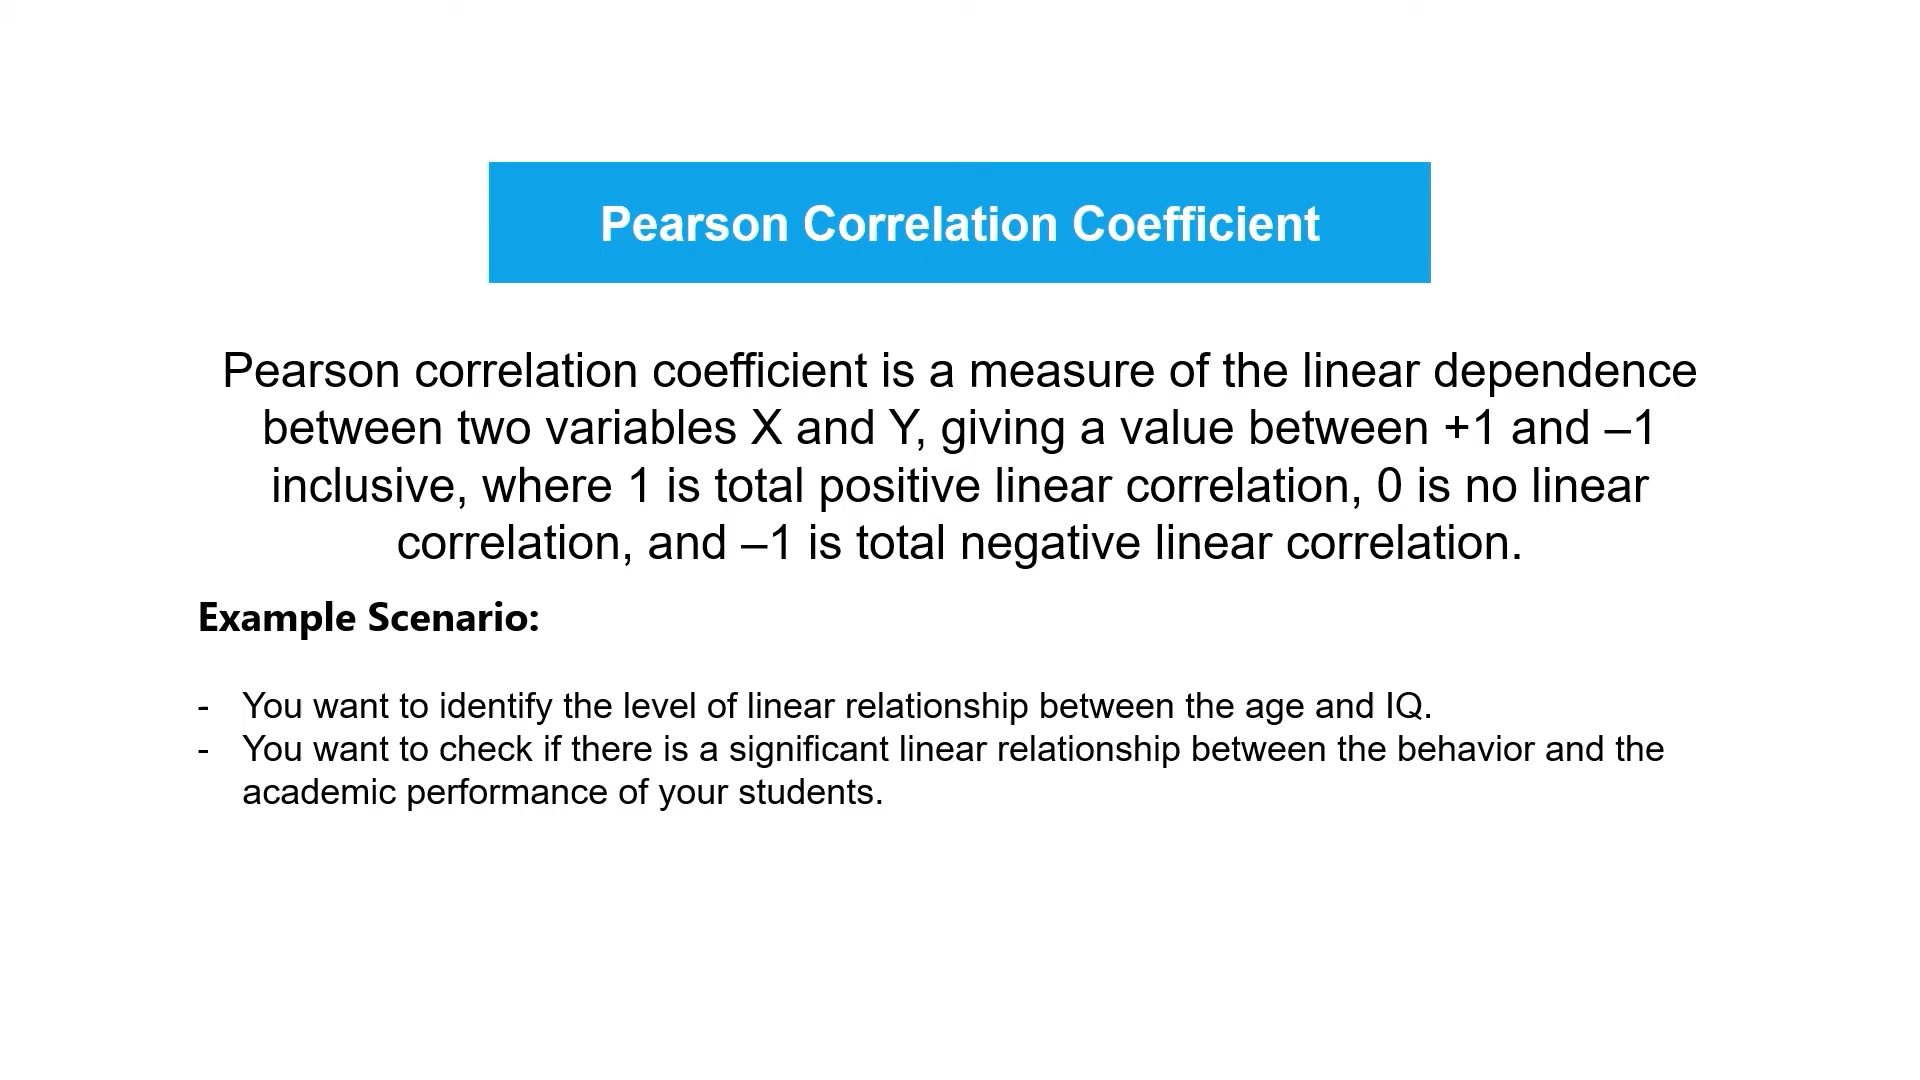 Pearson Correlation Coefficient
Pearson correlation coefficient is a measure of the linear dependence
between two variables X and Y, giving a value between +1 and –1
inclusive, where 1 is total positive linear correlation, 0 is no linear
correlation, and –1 is total negative linear correlation.
Example Scenario:
- You want to identify the level of linear relationship between the age and IQ.
- You want to check if there is a significant linear relationship between the behavior and the
academic performance of your students.